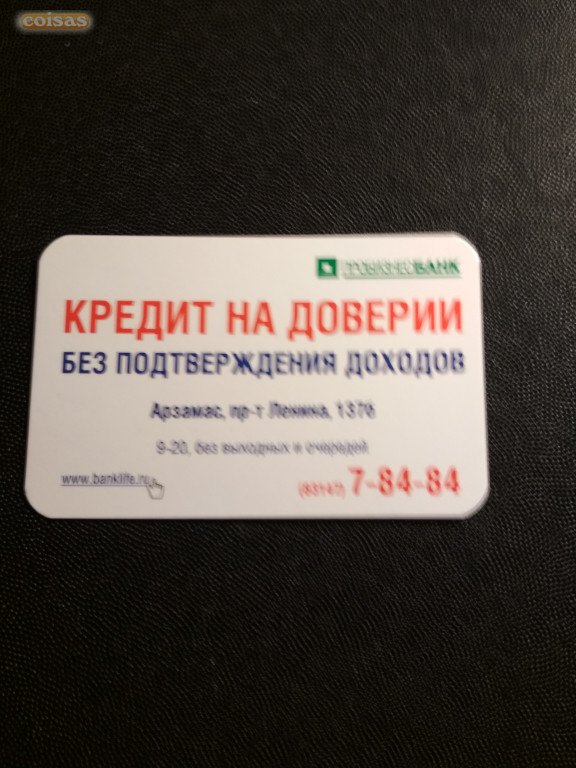 coisas
ПРОБИЗНЕСБАНК
КРЕДИТ НА ДОВЕРИИ
БЕЗ ПОДТВЕРЖДЕНИЯ ДОХОДОВ
Арзамас, пр-т Ленина, 137б
9-20, без выходных и очередей
www.banklife.ru
(83147) 7-84-84